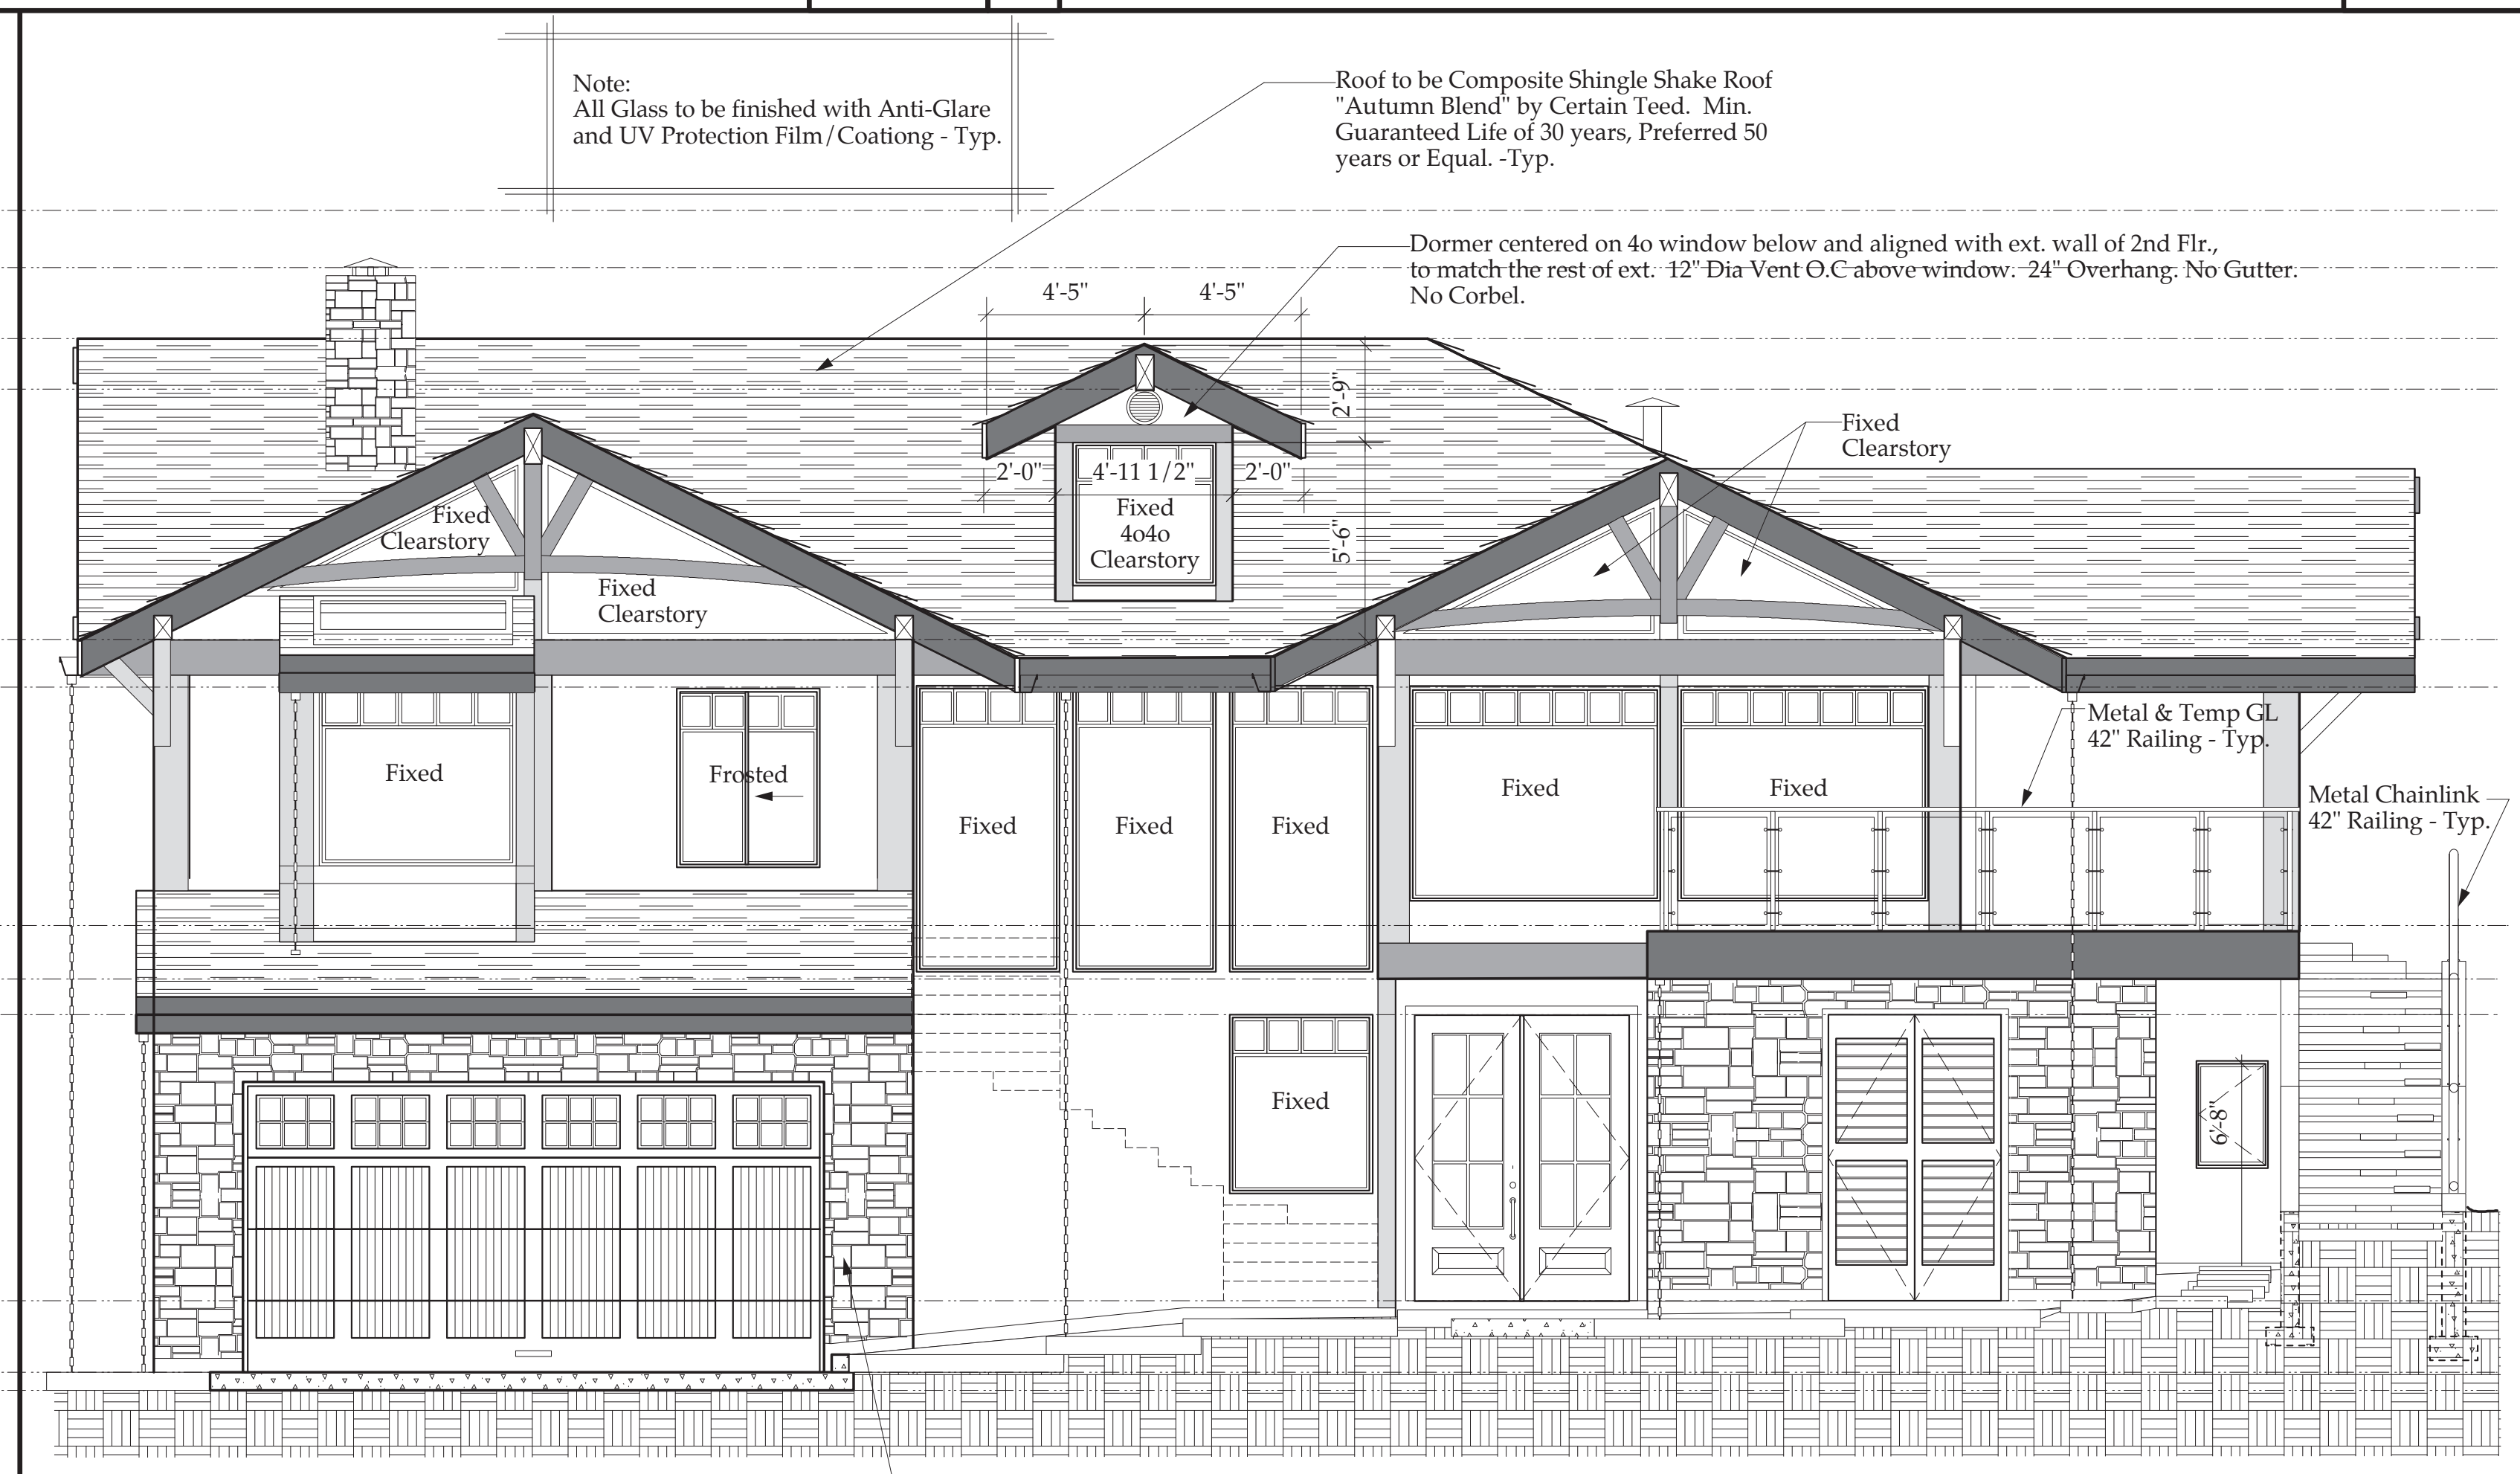 Note:
All Glass to be finished with Anti-Glare
and UV Protection Film/Coationg - Typ.
Roof to be Composite Shingle Shake Roof
"Autumn Blend" by Certain Teed.  Min.
Guaranteed Life of 30 years, Preferred 50
years or Equal. -Typ.
Dormer centered on 4o window below and aligned with ext. wall of 2nd Flr.,
to match the rest of ext.  12" Dia Vent O.C above window.  24" Overhang. No Gutter.
No Corbel.
4'-5"
4'-5"
2'-9"
Fixed
Clearstory
2'-0"
4'-11 1/2"
2'-0"
Fixed
4o4o
Clearstory
5'-6"
Fixed
Clearstory
Fixed
Clearstory
Metal & Temp GL
42" Railing - Typ.
Metal Chainlink
42" Railing - Typ.
Fixed
Frosted
Fixed
Fixed
Fixed
Fixed
Fixed
Fixed
6'-8"